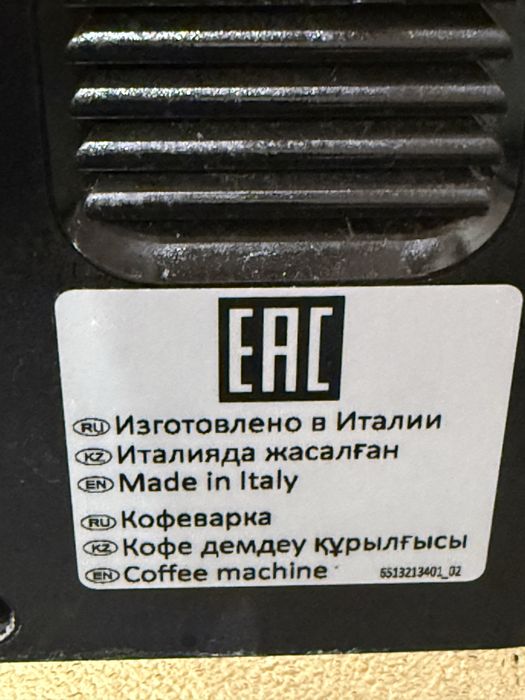 EAC
RU Изготовлено в Италии
KZ Италияда жасалған
EN Made in Italy
RU Кофеварка
KZ Кофе демдеу құрылғысы
EN Coffee machine 6513213401_02